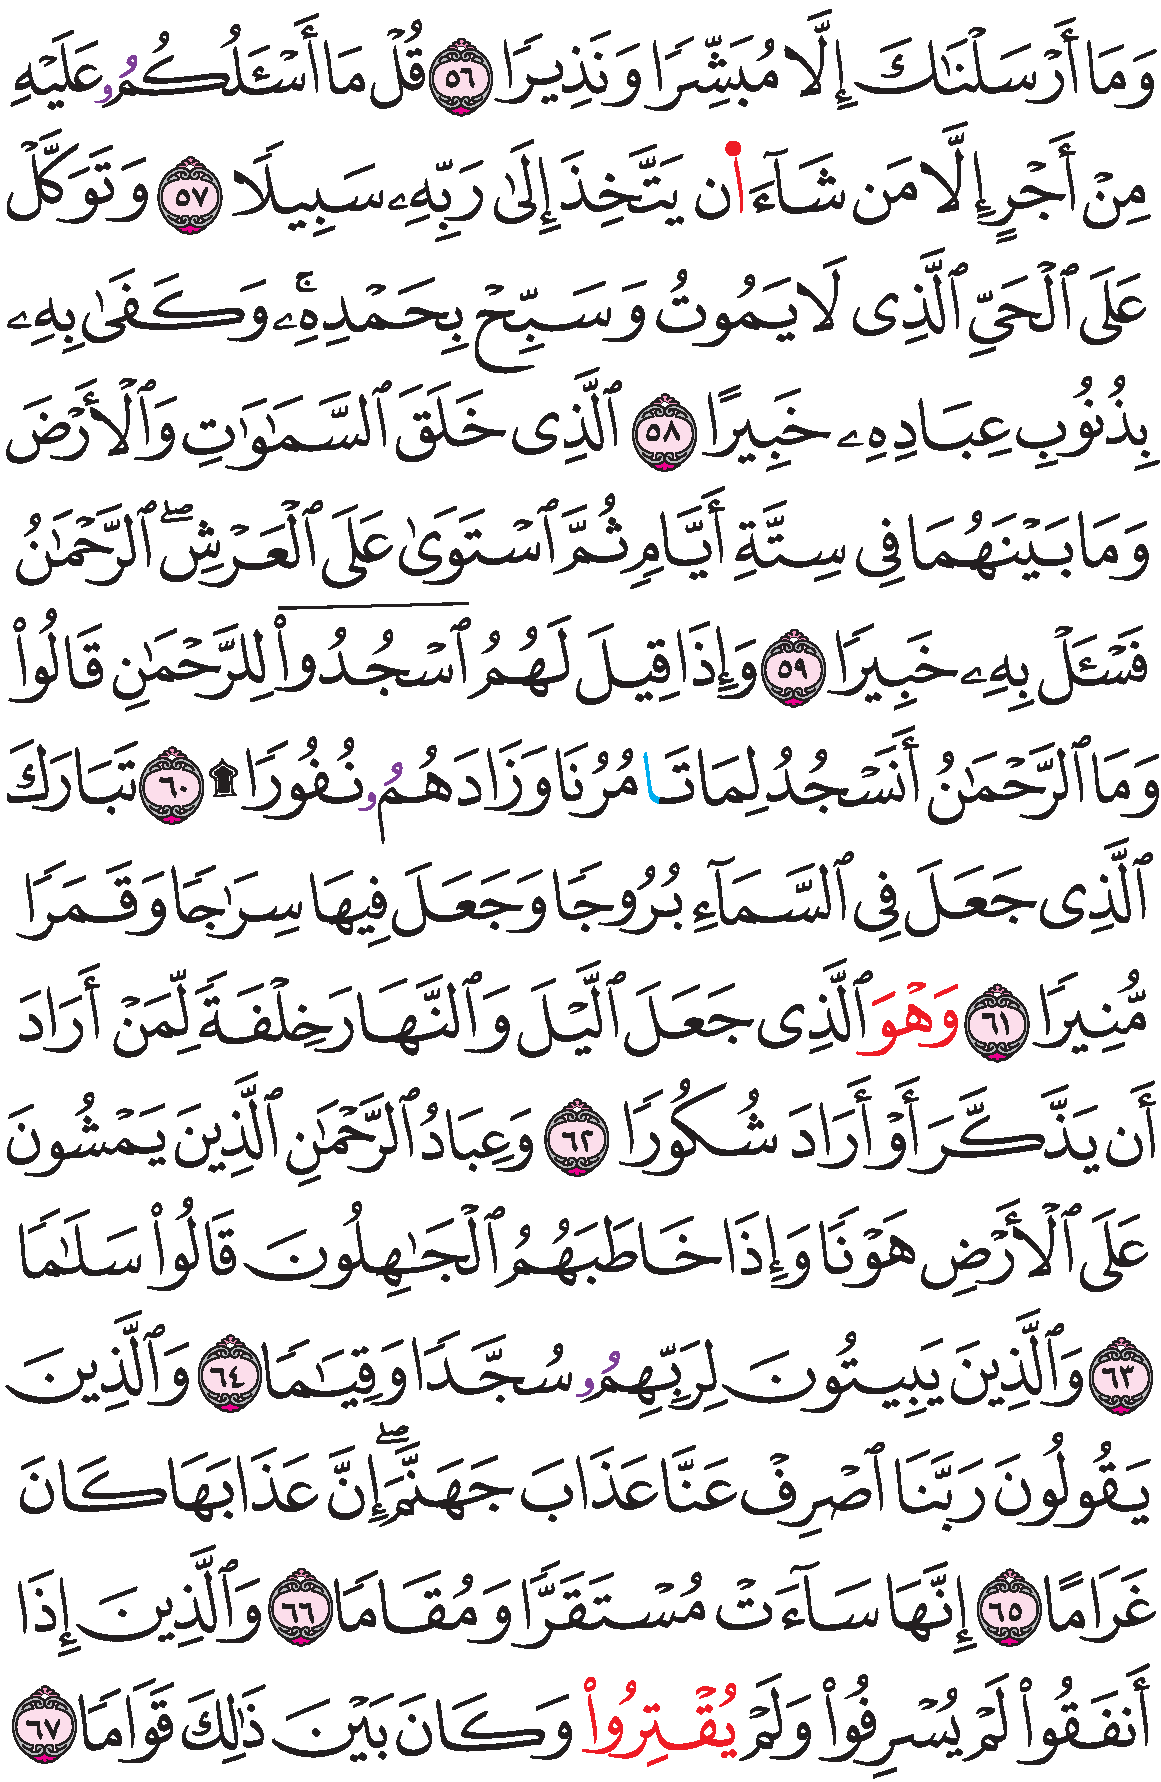 وَمَا أَرۡسَلۡنَٰكَ إِلَّا مُبَشِّرٗا وَنَذِيرٗا ٥٦ قُلۡ مَا أَسۡـَٔلُكُمُۥ عَلَيۡهِ
مِنۡ أَجۡرٍ إِلَّا مَن شَآءَ ا۬ن يَتَّخِذَ إِلَىٰ رَبِّهِۦ سَبِيلٗا ٥٧ وَتَوَكَّلۡ
عَلَى ٱلۡحَيِّ ٱلَّذِى لَا يَمُوتُ وَسَبِّحۡ بِحَمۡدِهِۦۚ وَكَفَىٰ بِهِۦ
بِذُنُوبِ عِبَادِهِۦ خَبِيرًا ٥٨ ٱلَّذِى خَلَقَ ٱلسَّمَٰوَٰتِ وَٱلۡأَرۡضَ
وَمَا بَيۡنَهُمَا فِى سِتَّةِ أَيَّامٖ ثُمَّ ٱسۡتَوَىٰ عَلَى ٱلۡعَرۡشِۖ ٱلرَّحۡمَٰنُ
فَسۡـَٔلۡ بِهِۦ خَبِيرٗا ٥٩ وَإِذَا قِيلَ لَهُمُ ٱسۡجُدُواْ لِلرَّحۡمَٰنِ قَالُواْ
وَمَا ٱلرَّحۡمَٰنُ أَنَسۡجُدُ لِمَا تَامُرُنَا وَزَادَهُمُۥ نُفُورٗا ۩ ٦٠ تَبَارَكَ
ٱلَّذِى جَعَلَ فِى ٱلسَّمَآءِ بُرُوجٗا وَجَعَلَ فِيهَا سِرَٰجٗا وَقَمَرٗا
مُّنِيرٗا ٦١ وَهۡوَ ٱلَّذِى جَعَلَ ٱلَّيۡلَ وَٱلنَّهَارَ خِلۡفَةٗ لِّمَنۡ أَرَادَ
أَن يَذَّكَّرَ أَوۡ أَرَادَ شُكُورٗا ٦٢ وَعِبَادُ ٱلرَّحۡمَٰنِ ٱلَّذِينَ يَمۡشُونَ
عَلَى ٱلۡأَرۡضِ هَوۡنٗا وَإِذَا خَاطَبَهُمُ ٱلۡجَٰهِلُونَ قَالُواْ سَلَٰمٗا
٦٣ وَٱلَّذِينَ يَبِيتُونَ لِرَبِّهِمُۥ سُجَّدٗا وَقِيَٰمٗا ٦٤ وَٱلَّذِينَ
يَقُولُونَ رَبَّنَا ٱصۡرِفۡ عَنَّا عَذَابَ جَهَنَّمَۖ إِنَّ عَذَابَهَا كَانَ
غَرَامًا ٦٥ إِنَّهَا سَآءَتۡ مُسۡتَقَرّٗا وَمُقَامٗا ٦٦ وَٱلَّذِينَ إِذَا
أَنفَقُواْ لَمۡ يُسۡرِفُواْ وَلَمۡ يُقۡتِرُواْ وَكَانَ بَيۡنَ ذَٰلِكَ قَوَامٗا ٦٧